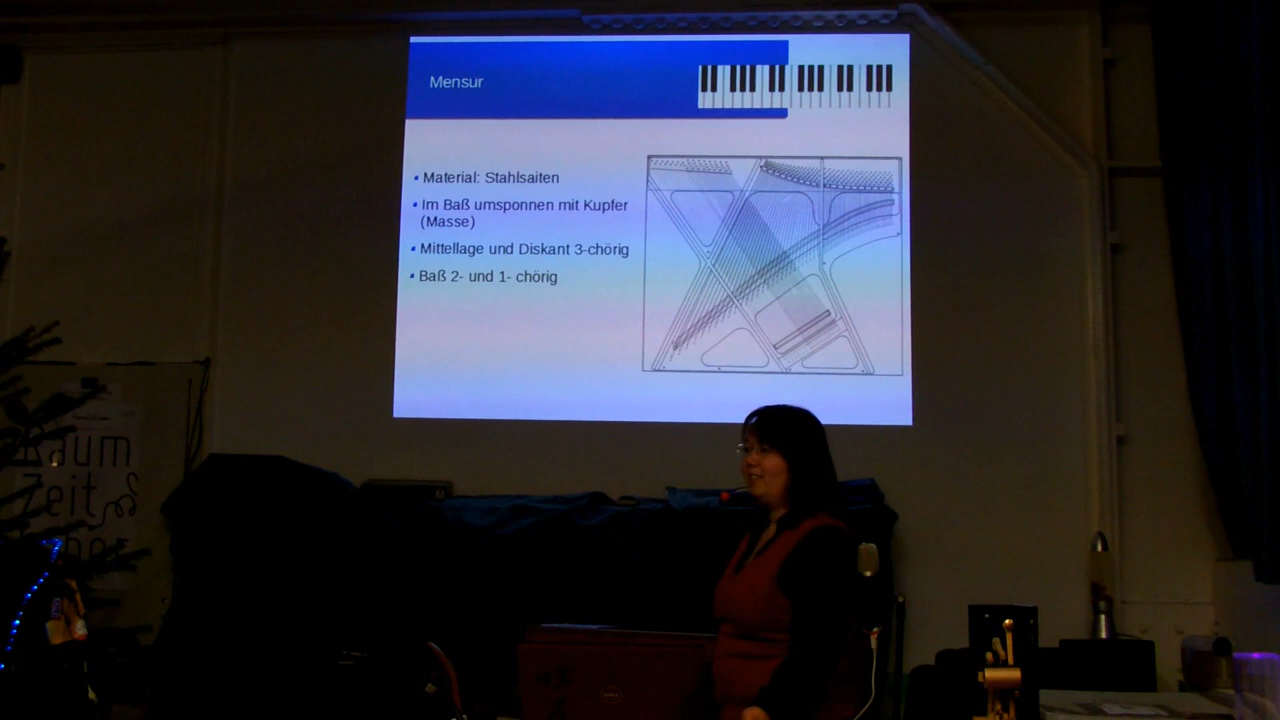 Mensur
Material: Stahlsaiten
Im Baß umsponnen mit Kupfer
(Masse)
Mittellage und Diskant 3-chörig
Baß 2- und 1- chörig
Raum
Zeit